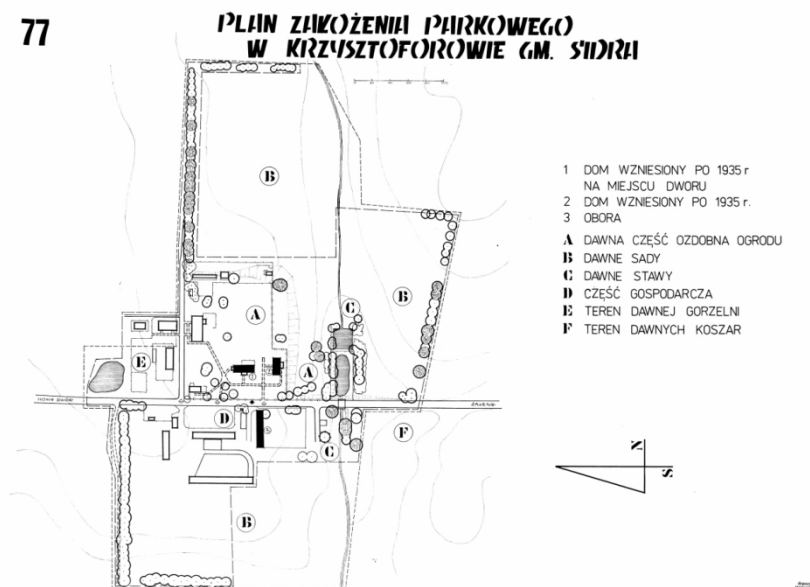 77
PLAN ZAŁOŻENIA PARKOWEGO
W KRZYSZTOFOROWIE GM. SIDRA
1 DOM WZNIESIONY PO 1935 r
NA MIEJSCU DWORU
2 DOM WZNIESIONY PO 1935 r.
3 OBORA
A DAWNA CZĘŚĆ OZDOBNA OGRODU
B DAWNE SADY
C DAWNE STAWY
D CZĘŚĆ GOSPODARCZA
E TEREN DAWNEJ GORZELNI
F TEREN DAWNYCH KOSZAR
B
B
A
C
E
A
D
F
C
B
N
S